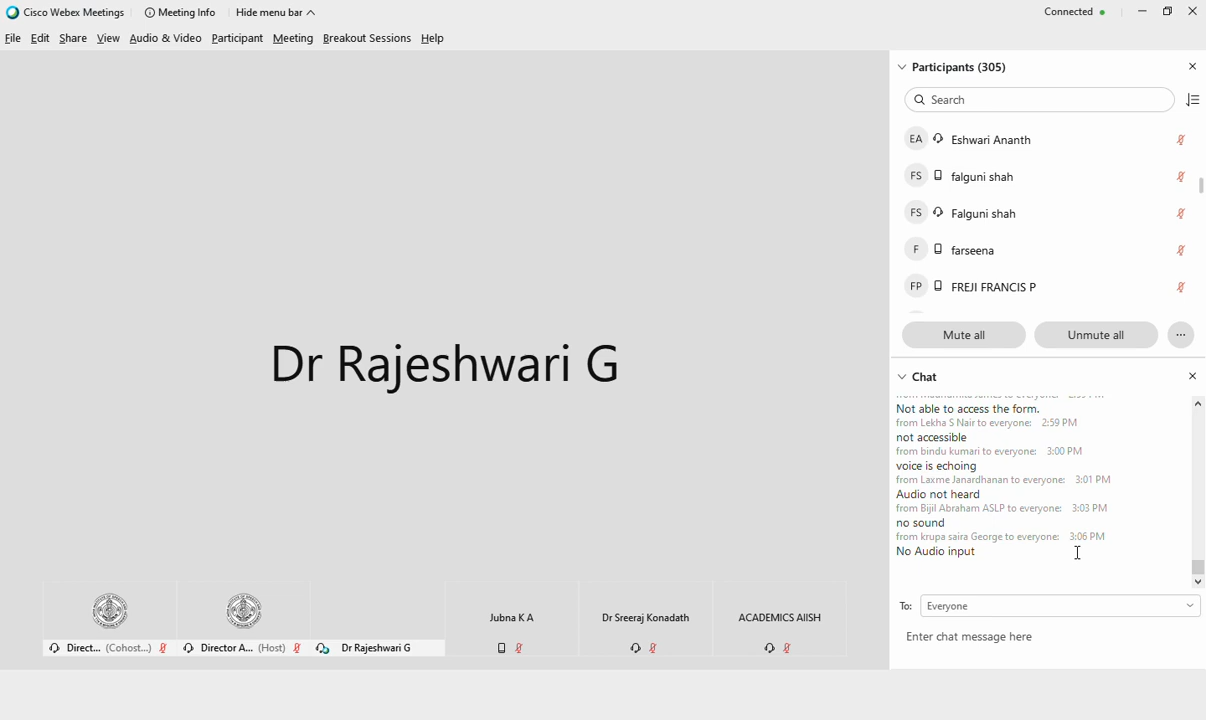 Cisco Webex Meetings Meeting Info Hide menu bar Connected
File Edit Share View Audio & Video Participant Meeting Breakout Sessions Help
Participants (305)
Search
EA Eshwari Ananth
FS falguni shah
FS Falguni shah
F farseena
FP FREJI FRANCIS P
Mute all Unmute all ...
Dr Rajeshwari G
Chat
Not able to access the form.
from Lekha S Nair to everyone: 2:59 PM
not accessible
from bindu kumari to everyone: 3:00 PM
voice is echoing
from Laxme Janardhanan to everyone: 3:01 PM
Audio not heard
from Bijil Abraham ASLP to everyone: 3:03 PM
no sound
from krupa saira George to everyone: 3:06 PM
No Audio input
To: Everyone
Enter chat message here
Direct... (Cohost...)
Director A... (Host)
Dr Rajeshwari G
Jubna K A
Dr Sreeraj Konadath
ACADEMICS AIISH